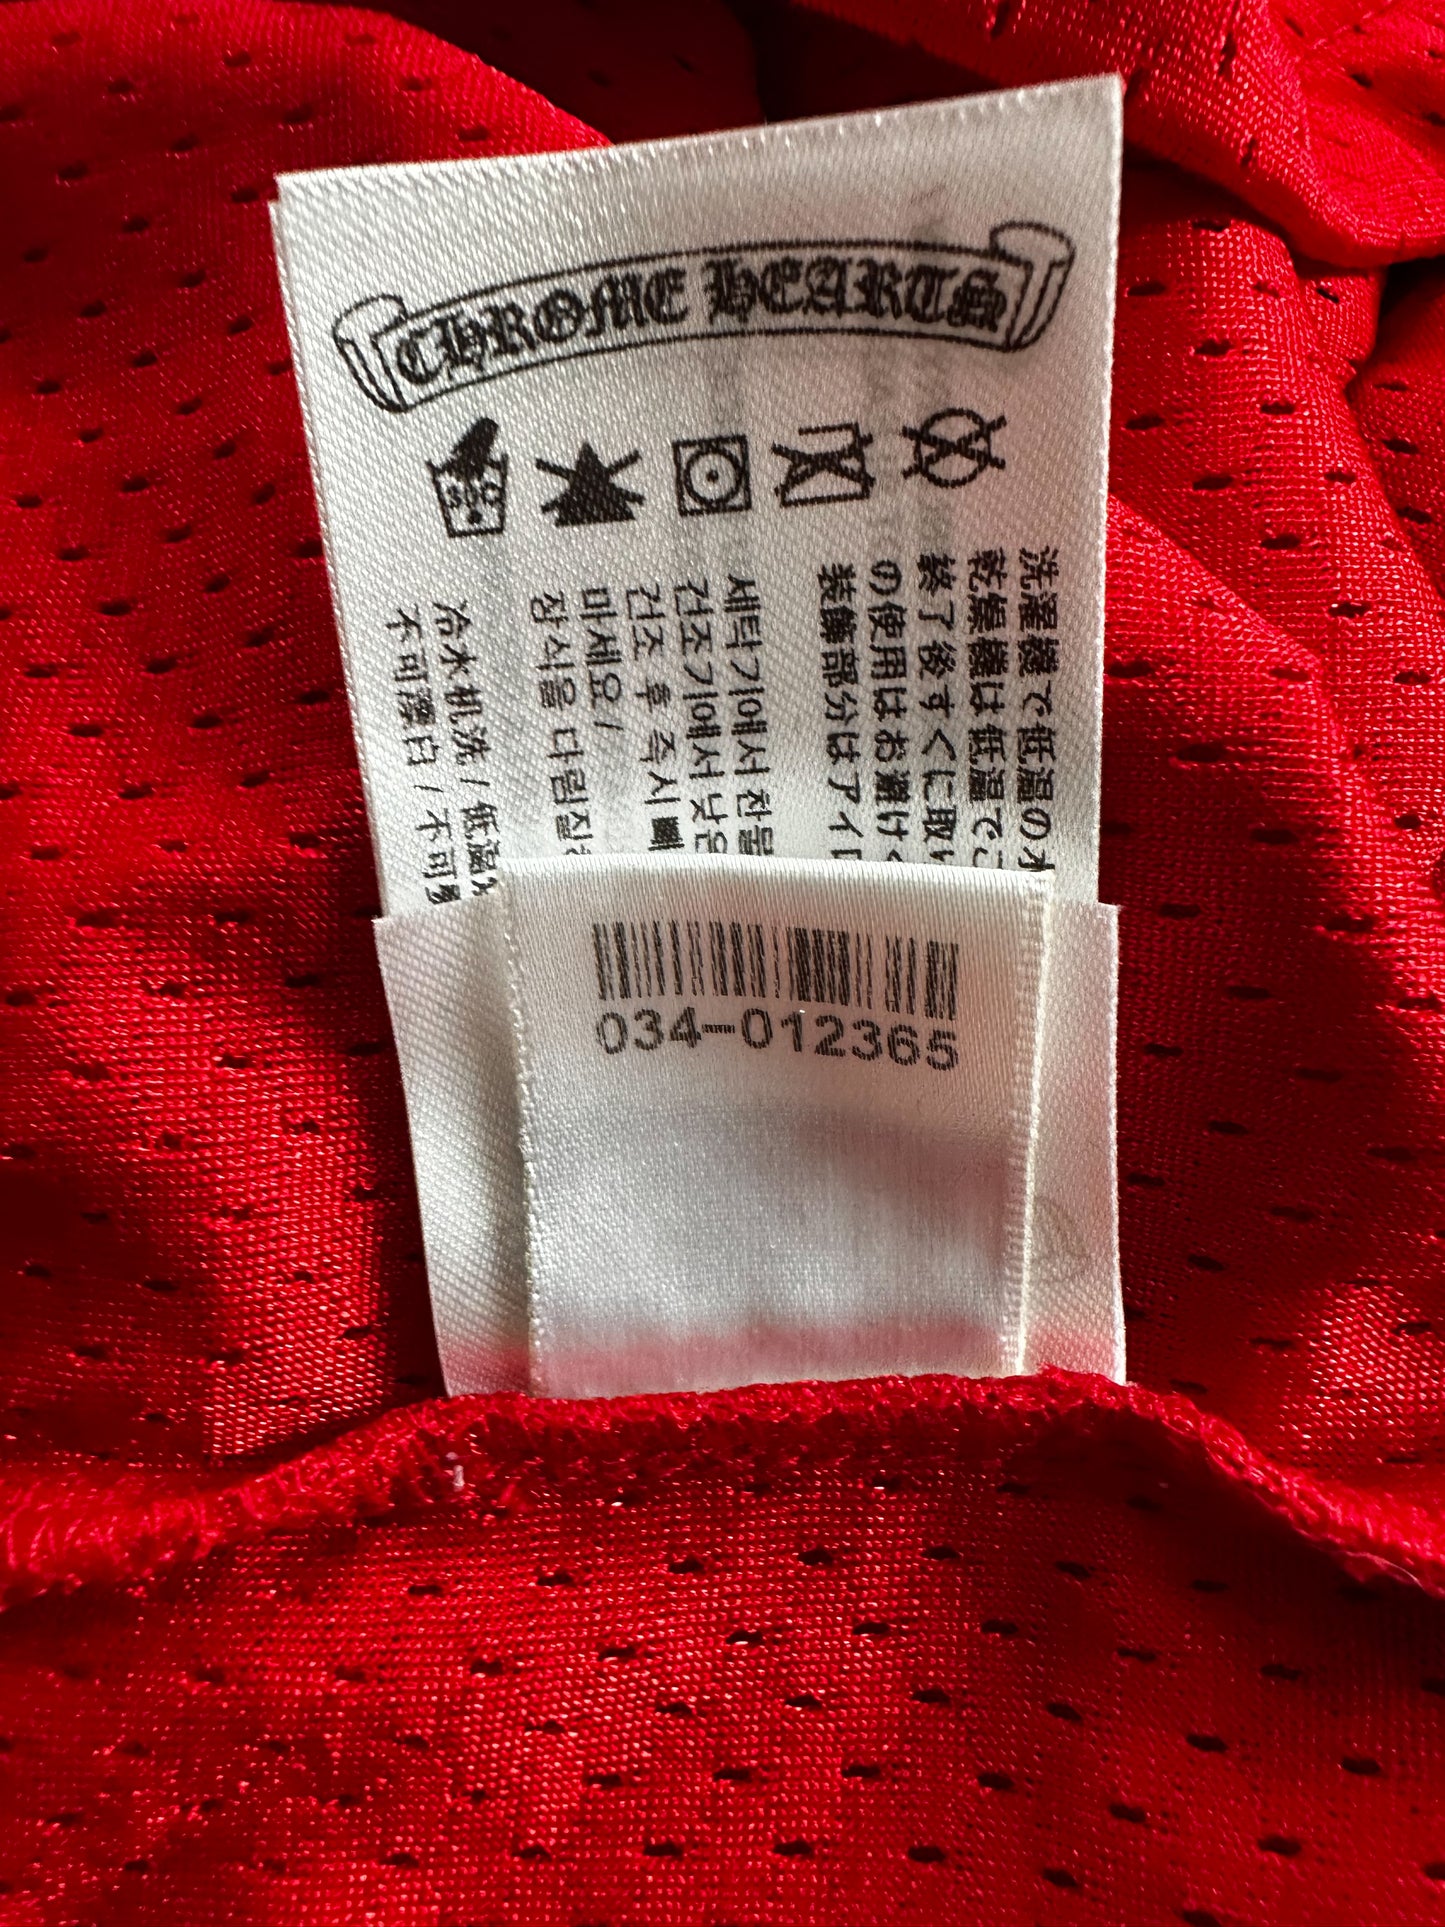 CHROME HEARTS
30C
洗濯機で低温の水
乾燥機は低温で
終了後すぐに取
の使用はお避け
装飾部分はアイ
세탁기에서 찬물
건조기에서 낮은
건조 후 즉시 빼
미세요 /
장식을 다림질
冷水机洗 / 低温
不可漂白 / 不可
034-012365